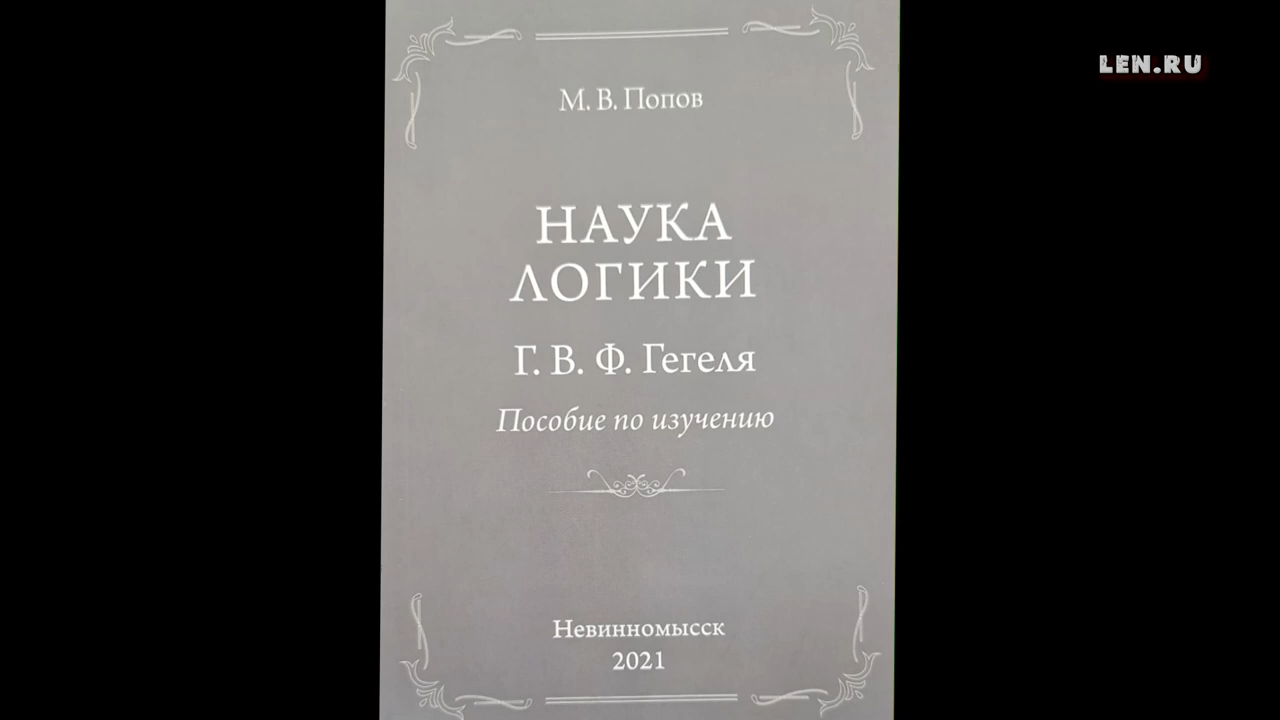 LEN.RU
М. В. Попов
НАУКА
ЛОГИКИ
Г. В. Ф. Гегеля
Пособие по изучению
Невинномысск
2021